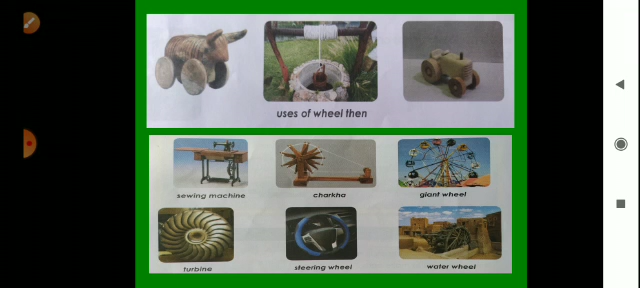 uses of wheel then
sewing machine
charkha
giant wheel
turbine
steering wheel
water wheel